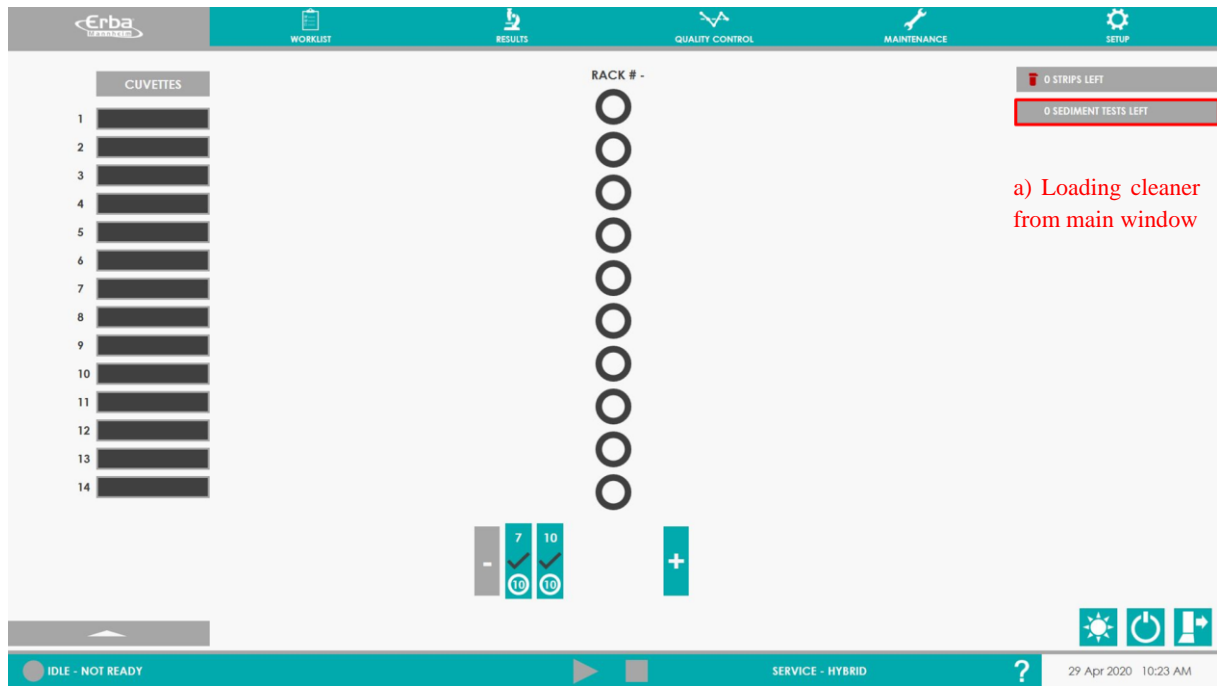 Erba
Mannheim
WORKLIST
RESULTS
QUALITY CONTROL
MAINTENANCE
SETUP
CUVETTES
RACK # -
0 STRIPS LEFT
0 SEDIMENT TESTS LEFT
a) Loading cleaner
from main window
1
2
3
4
5
6
7
8
9
10
11
12
13
14
- 7 10 +
10 10
IDLE - NOT READY
SERVICE - HYBRID
?
29 Apr 2020 10:23 AM